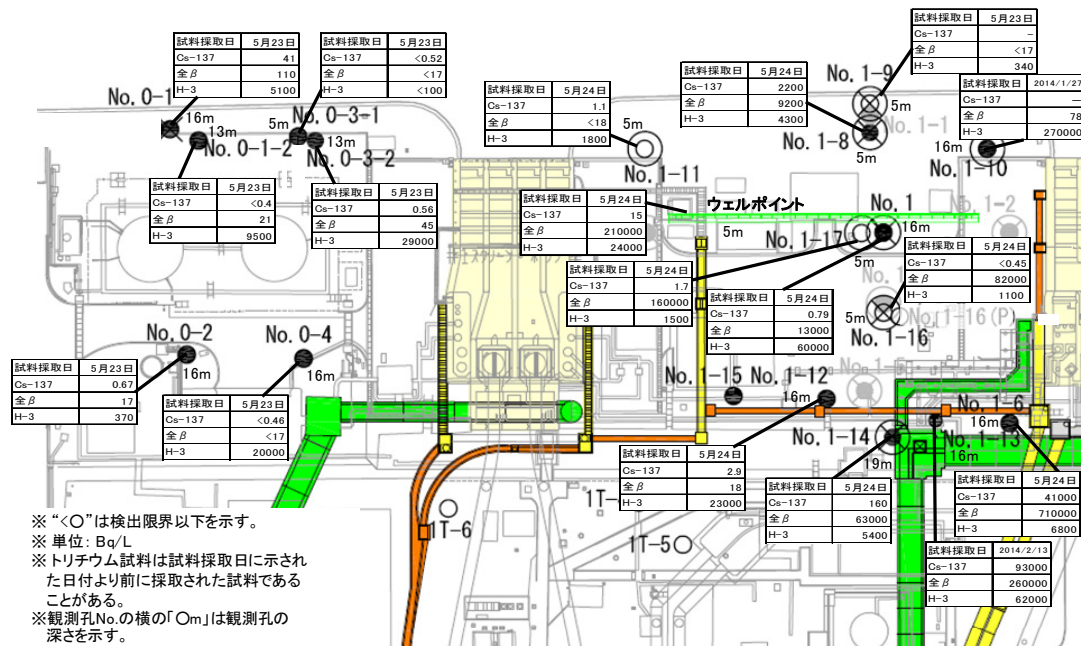 試料採取日 5月23日
Cs-137 41
全β 110
H-3 5100
試料採取日 5月23日
Cs-137 <0.52
全β <17
H-3 <100
試料採取日 5月24日
Cs-137 1.1
全β <18
H-3 1800
試料採取日 5月24日
Cs-137 2200
全β 9200
H-3 4300
試料採取日 5月23日
Cs-137 -
全β <17
H-3 340
試料採取日 2014/1/27
Cs-137 -
全β 78
H-3 270000
No. 0-1
16m
13m
No. 0-1-2
5m
No. 0-3-1
13m
No. 0-3-2
5m
No. 1-11
No. 1-9
5m
No. 1-8
5m
No. 1-1
16m
No. 1-10
試料採取日 5月23日
Cs-137 <0.4
全β 21
H-3 9500
試料採取日 5月23日
Cs-137 0.56
全β 45
H-3 29000
試料採取日 5月24日
Cs-137 15
全β 210000
H-3 24000
ウェルポイント
5m
No. 1-17
5m
No. 1
16m
No. 1-2
試料採取日 5月24日
Cs-137 1.7
全β 160000
H-3 1500
試料採取日 5月24日
Cs-137 0.79
全β 13000
H-3 60000
試料採取日 5月24日
Cs-137 <0.45
全β 82000
H-3 1100
5m
No. 1-16
No. 1-16(P)
No. 0-2
16m
No. 0-4
16m
試料採取日 5月23日
Cs-137 0.67
全β 17
H-3 370
試料採取日 5月23日
Cs-137 <0.46
全β <17
H-3 20000
No. 1-15
No. 1-12
16m
No. 1-5
No. 1-14
19m
No. 1-6
16m
No. 1-13
16m
試料採取日 5月24日
Cs-137 2.9
全β 18
H-3 23000
試料採取日 5月24日
Cs-137 160
全β 63000
H-3 5400
試料採取日 5月24日
Cs-137 41000
全β 710000
H-3 6800
試料採取日 2014/2/13
Cs-137 93000
全β 260000
H-3 62000
1T-6
1T-5
※ “<○”は検出限界以下を示す。
※ 単位: Bq/L
※トリチウム試料は試料採取日に示され
た日付より前に採取された試料である
ことがある。
※観測孔No.の横の「○m」は観測孔の
深さを示す。